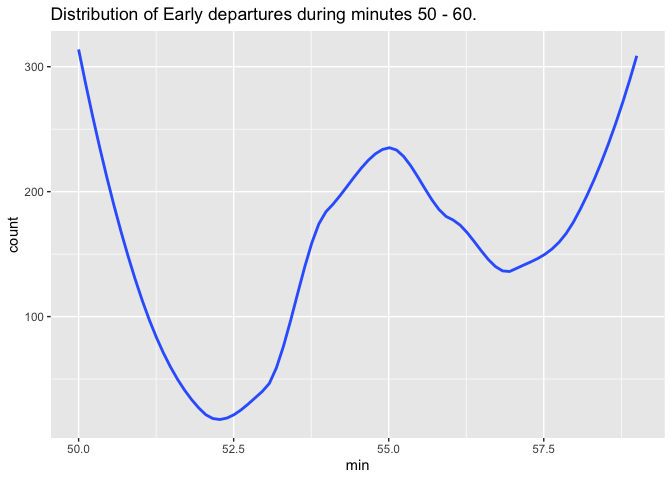 Distribution of Early departures during minutes 50 - 60.
300
200
100
count
50.0 52.5 55.0 57.5
min